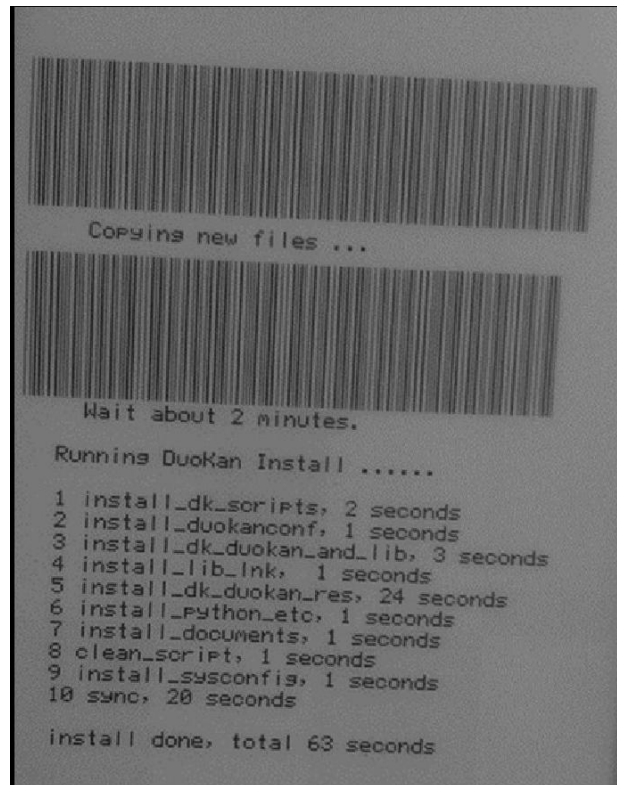 Copying new files ...
Wait about 2 minutes.
Running DuoKan Install ......
1 install_dk_scripts, 2 seconds
2 install_duokanconf, 1 seconds
3 install_dk_duokan_and_lib, 3 seconds
4 install_lib_lnk, 1 seconds
5 install_dk_duokan_res, 24 seconds
6 install_python_etc, 1 seconds
7 install_documents, 1 seconds
8 clean_script, 1 seconds
9 install_sysconfig, 1 seconds
10 sync, 20 seconds
install done, total 63 seconds